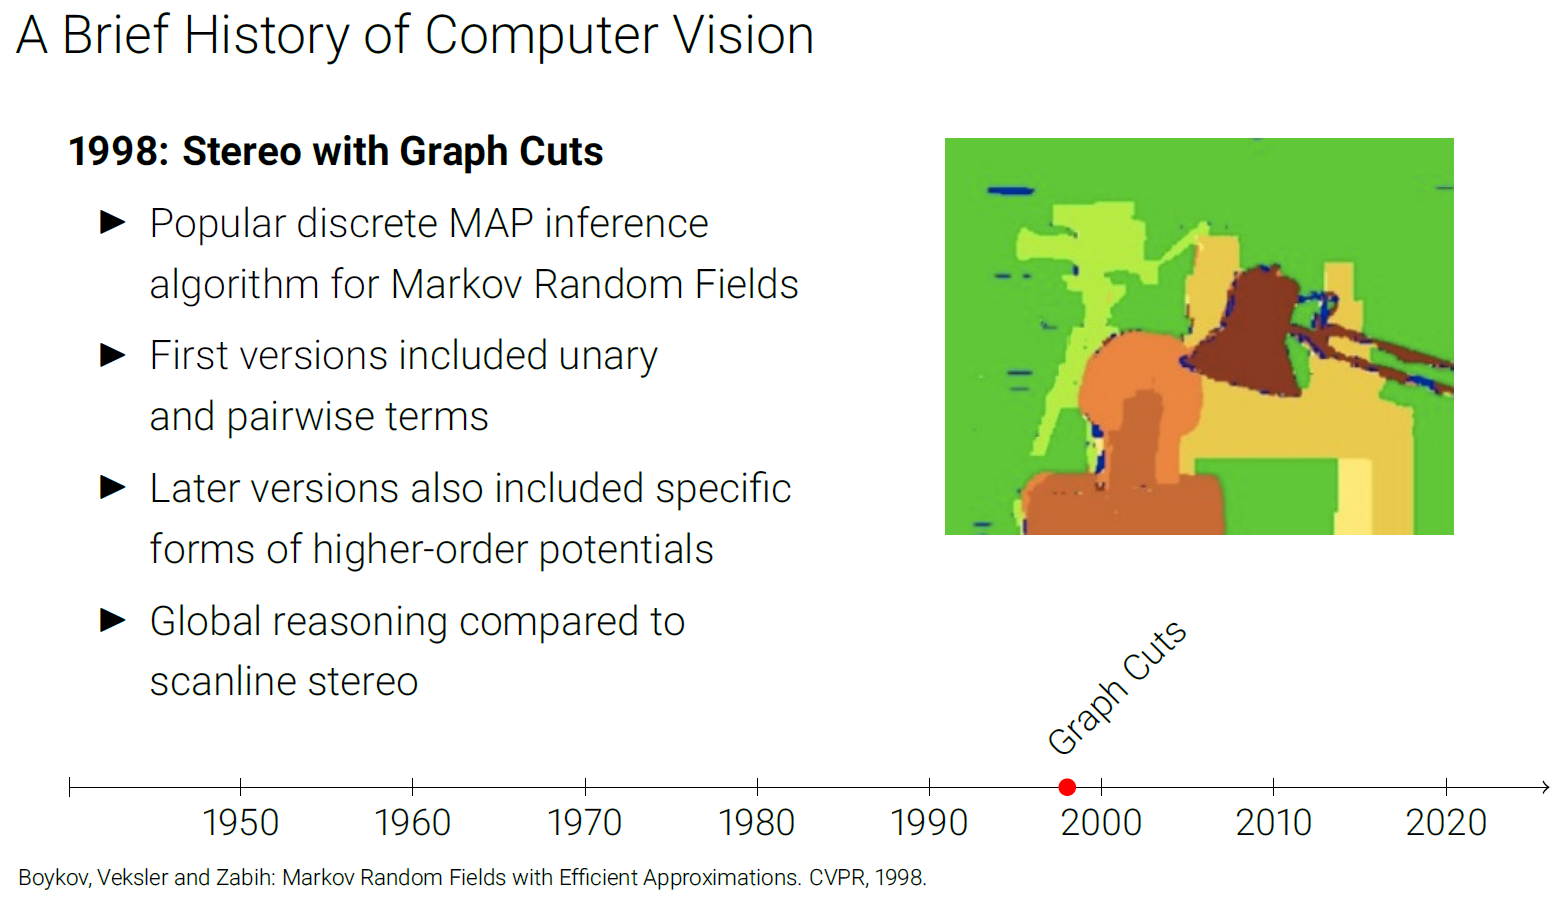 A Brief History of Computer Vision
1998: Stereo with Graph Cuts
▶ Popular discrete MAP inference
algorithm for Markov Random Fields
▶ First versions included unary
and pairwise terms
▶ Later versions also included specific
forms of higher-order potentials
▶ Global reasoning compared to
scanline stereo
Graph Cuts
1950 1960 1970 1980 1990 2000 2010 2020
Boykov, Veksler and Zabih: Markov Random Fields with Efficient Approximations. CVPR, 1998.